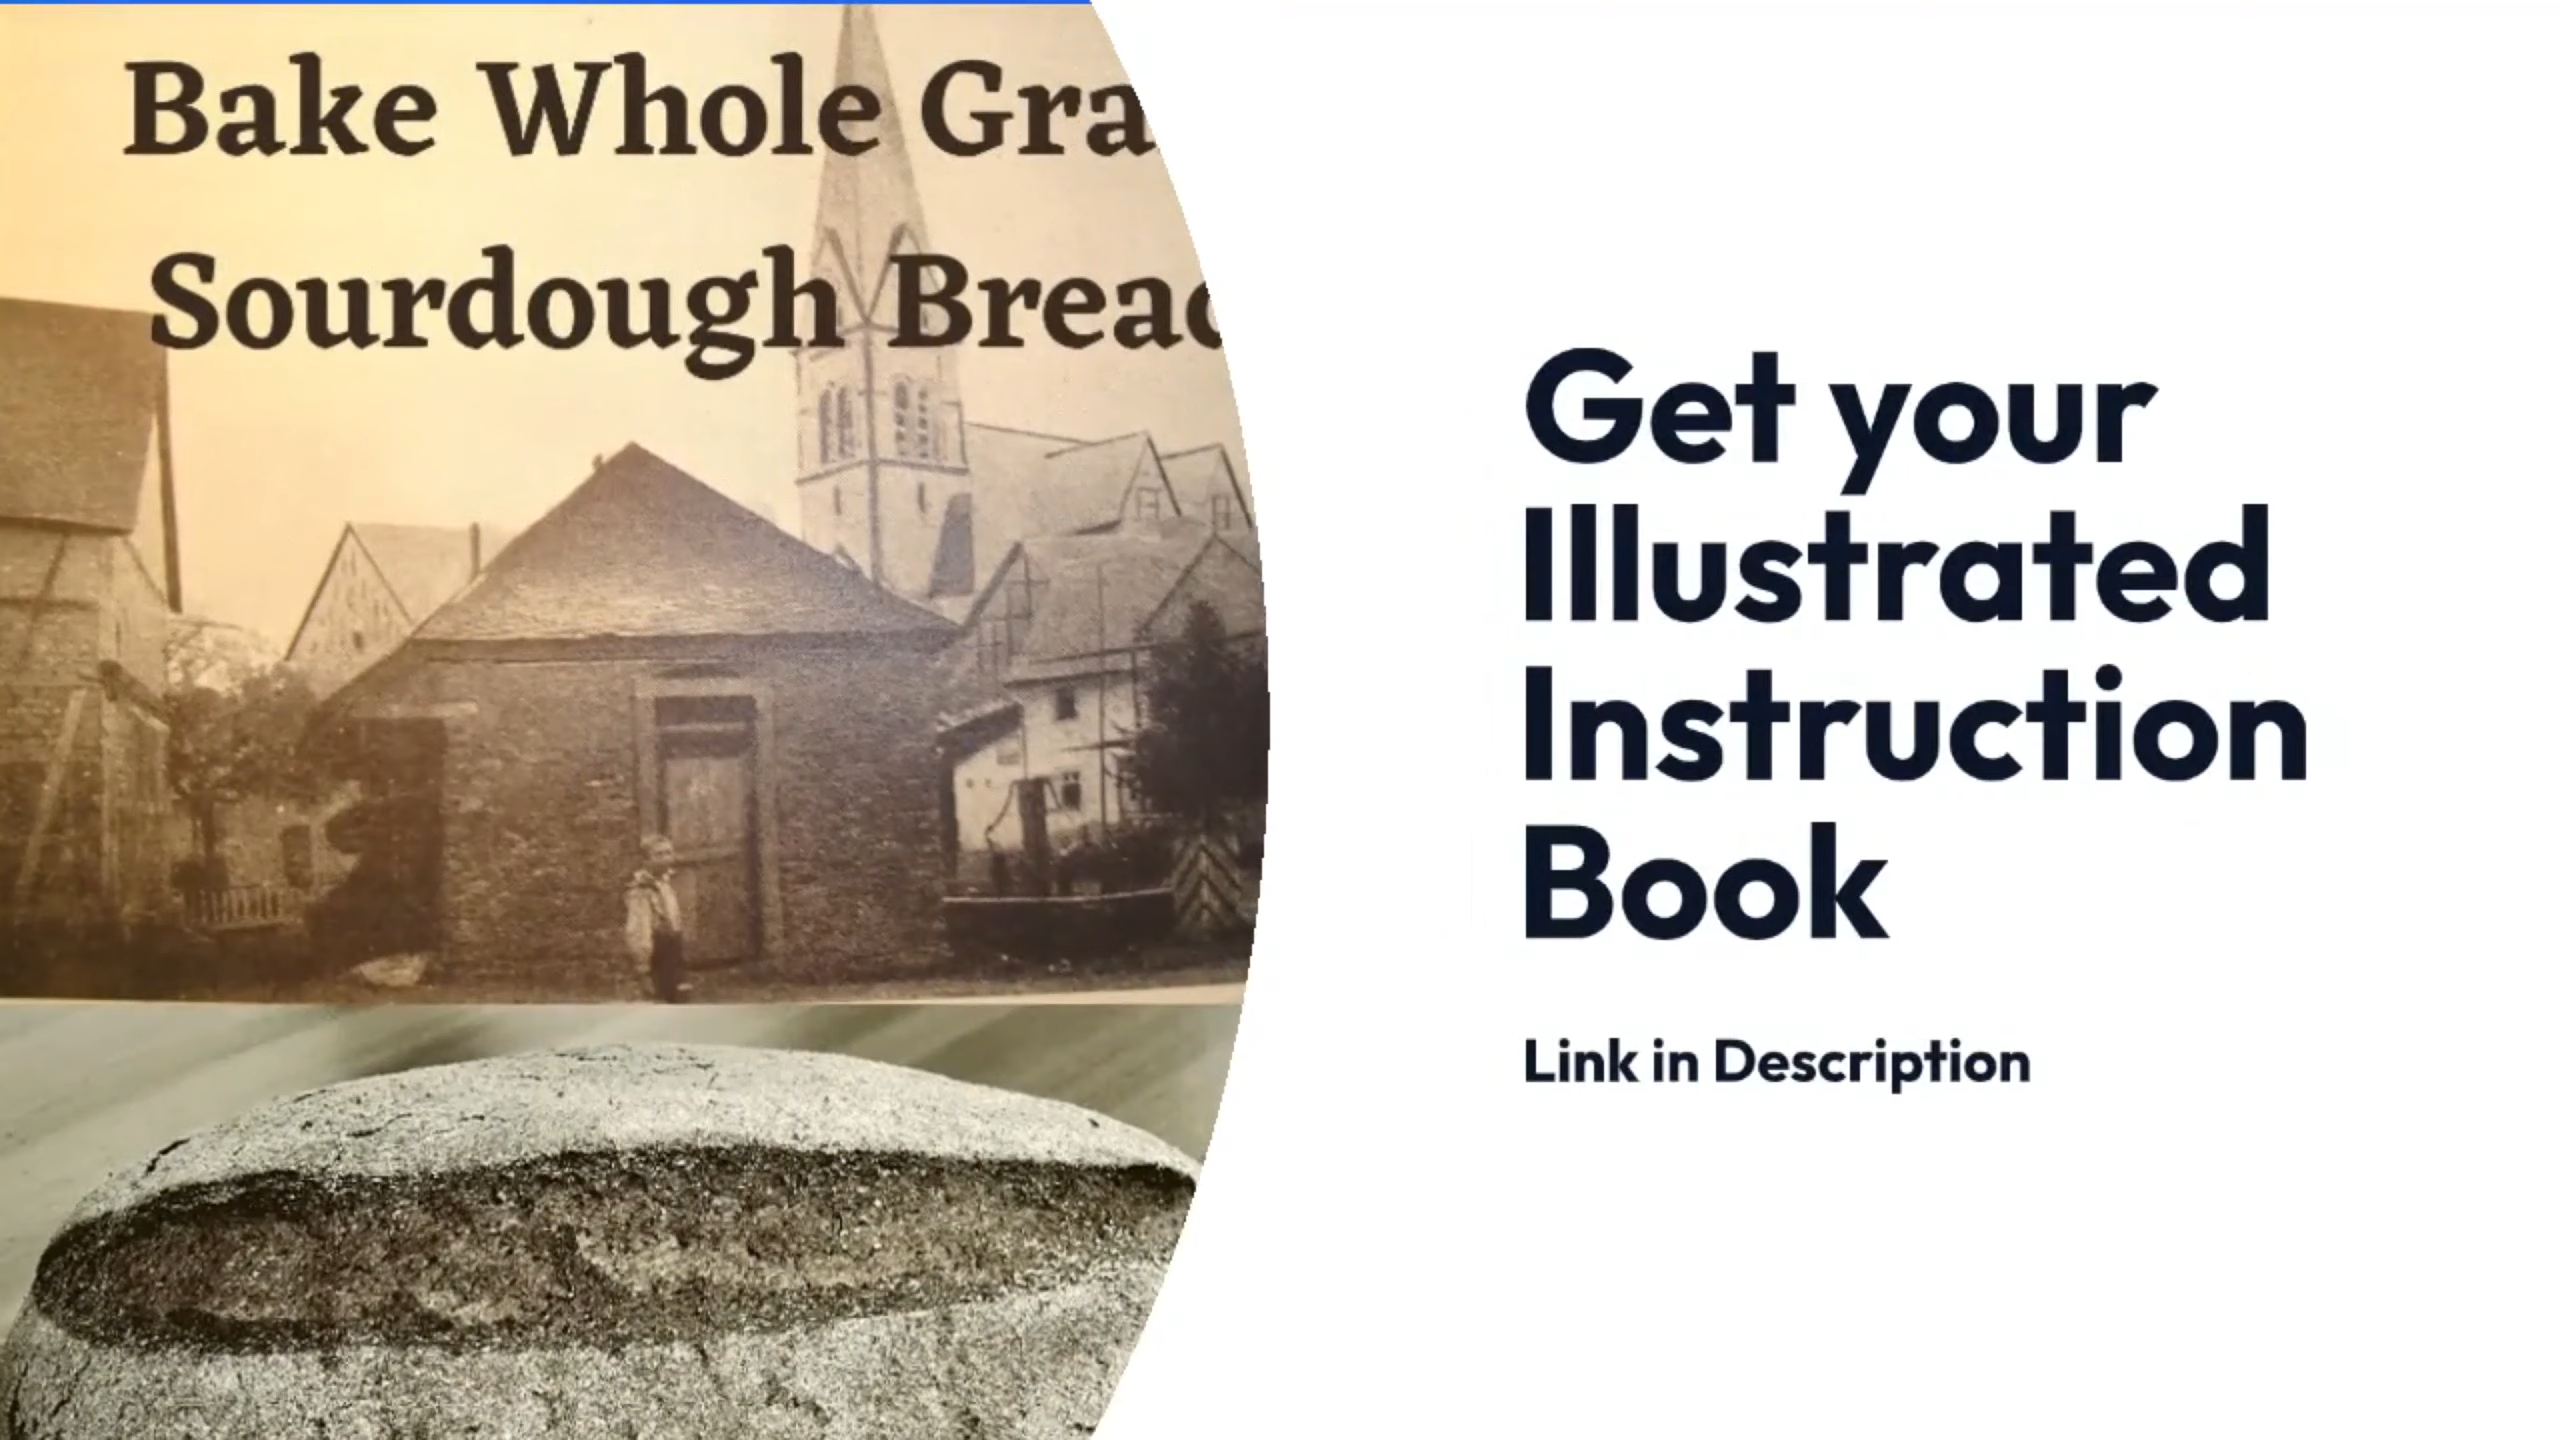 Bake Whole Gra
Sourdough Bread
Get your
Illustrated
Instruction
Book
Link in Description